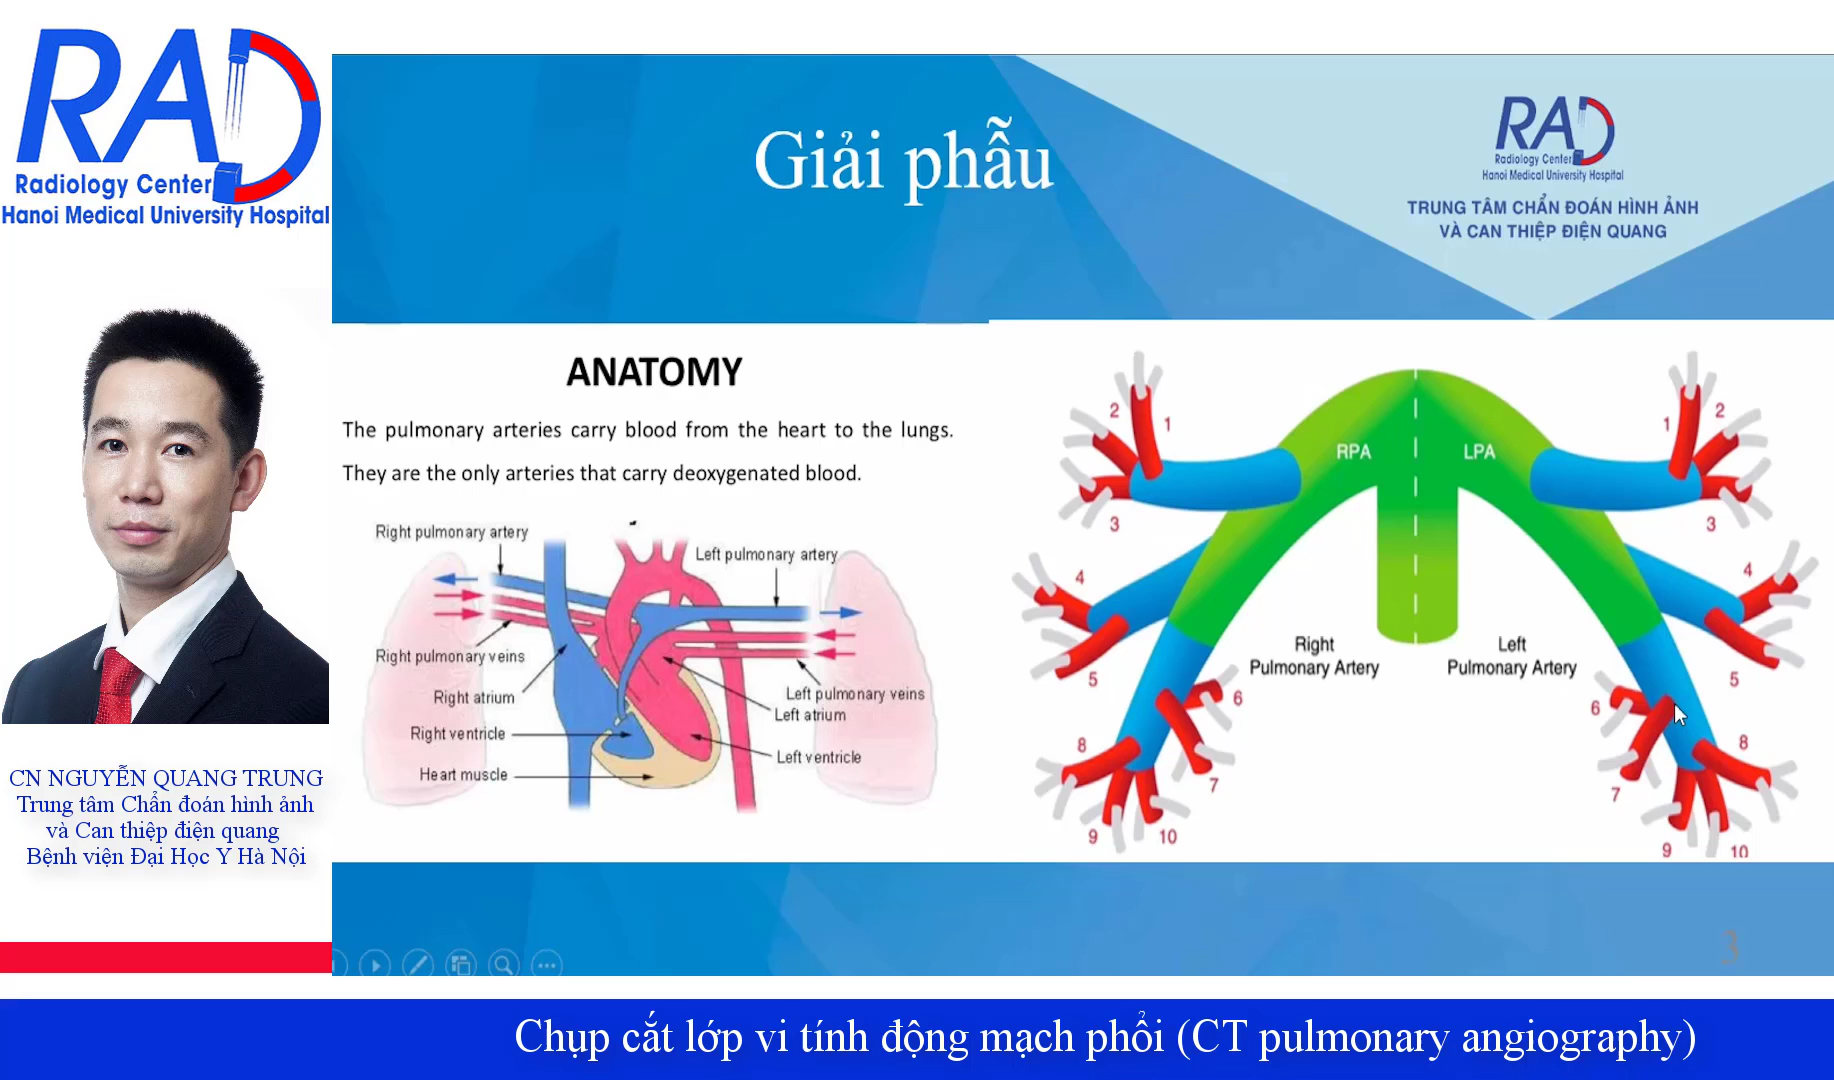 RAD
Radiology Center
Hanoi Medical University Hospital
CN NGUYỄN QUANG TRUNG
Trung tâm Chẩn đoán hình ảnh
và Can thiệp điện quang
Bệnh viện Đại Học Y Hà Nội
Giải phẫu
RAD
Radiology Center
Hanoi Medical University Hospital
TRUNG TÂM CHẨN ĐOÁN HÌNH ẢNH
VÀ CAN THIỆP ĐIỆN QUANG
ANATOMY
The pulmonary arteries carry blood from the heart to the lungs.
They are the only arteries that carry deoxygenated blood.
Right pulmonary artery
Left pulmonary artery
Right pulmonary veins
Right atrium
Left pulmonary veins
Left atrium
Right ventricle
Left ventricle
Heart muscle
2
1
1
2
RPA
LPA
3
3
4
4
Right
Pulmonary Artery
Left
Pulmonary Artery
5
5
6
6
8
8
7
7
9
10
9
10
3
Chụp cắt lớp vi tính động mạch phổi (CT pulmonary angiography)